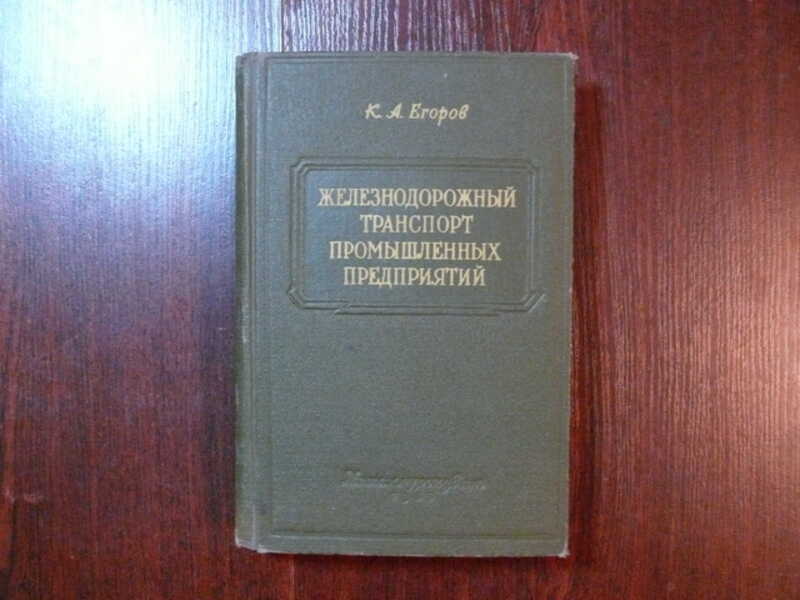 К. А. Егоров
ЖЕЛЕЗНОДОРОЖНЫЙ
ТРАНСПОРТ
ПРОМЫШЛЕННЫХ
ПРЕДПРИЯТИЙ